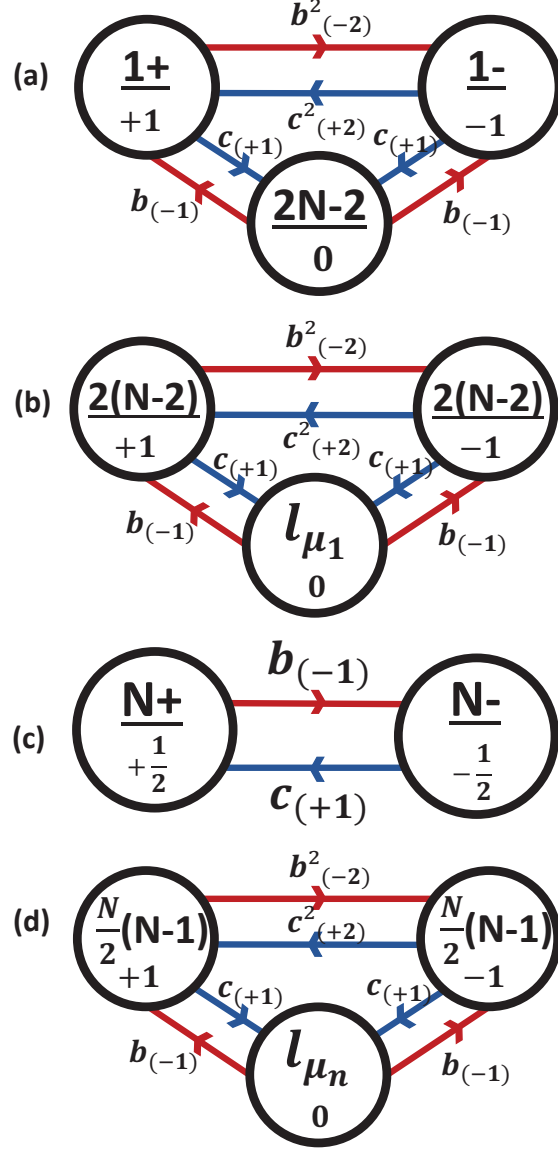 (a)
b²(−2)
1+
+1
1-
−1
c²(+2)
c(+1)
c(+1)
b(−1)
b(−1)
2N-2
0
(b)
b²(−2)
2(N-2)
+1
2(N-2)
−1
c²(+2)
c(+1)
c(+1)
b(−1)
b(−1)
lμ₁
0
(c)
b(−1)
N+
+1/2
N-
−1/2
c(+1)
(d)
b²(−2)
N/2(N-1)
+1
N/2(N-1)
−1
c²(+2)
c(+1)
c(+1)
b(−1)
b(−1)
lμₙ
0